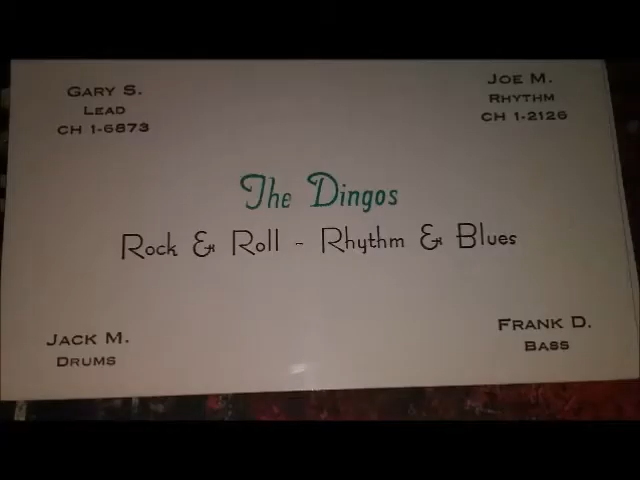 GARY S.
LEAD
CH 1-6873
JOE M.
RHYTHM
CH 1-2126
The Dingos
Rock & Roll - Rhythm & Blues
JACK M.
DRUMS
FRANK D.
BASS